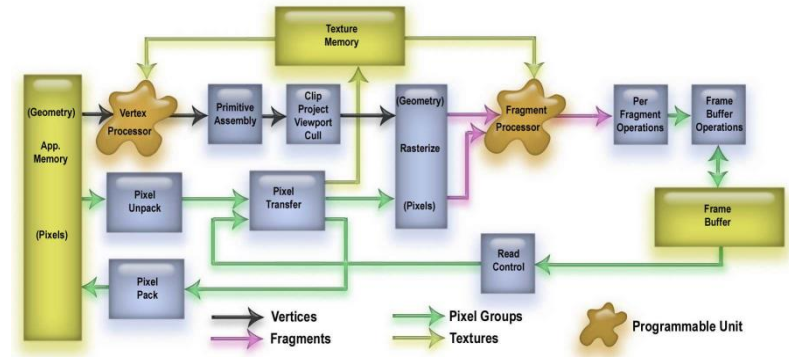 Texture
Memory
(Geometry)
App.
Memory
(Pixels)
Vertex
Processor
Primitive
Assembly
Clip
Project
Viewport
Cull
(Geometry)
Rasterize
(Pixels)
Fragment
Processor
Per
Fragment
Operations
Frame
Buffer
Operations
Pixel
Unpack
Pixel
Transfer
Frame
Buffer
Read
Control
Pixel
Pack
Vertices
Fragments
Pixel Groups
Textures
Programmable Unit